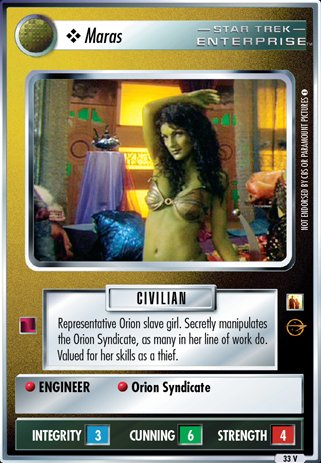 ❖ Maras
STAR TREK
ENTERPRISE™
NOT ENDORSED BY CBS OR PARAMOUNT PICTURES
CIVILIAN
Representative Orion slave girl. Secretly manipulates
the Orion Syndicate, as many in her line of work do.
Valued for her skills as a thief.
ENGINEER Orion Syndicate
INTEGRITY 3 CUNNING 6 STRENGTH 4
33 V